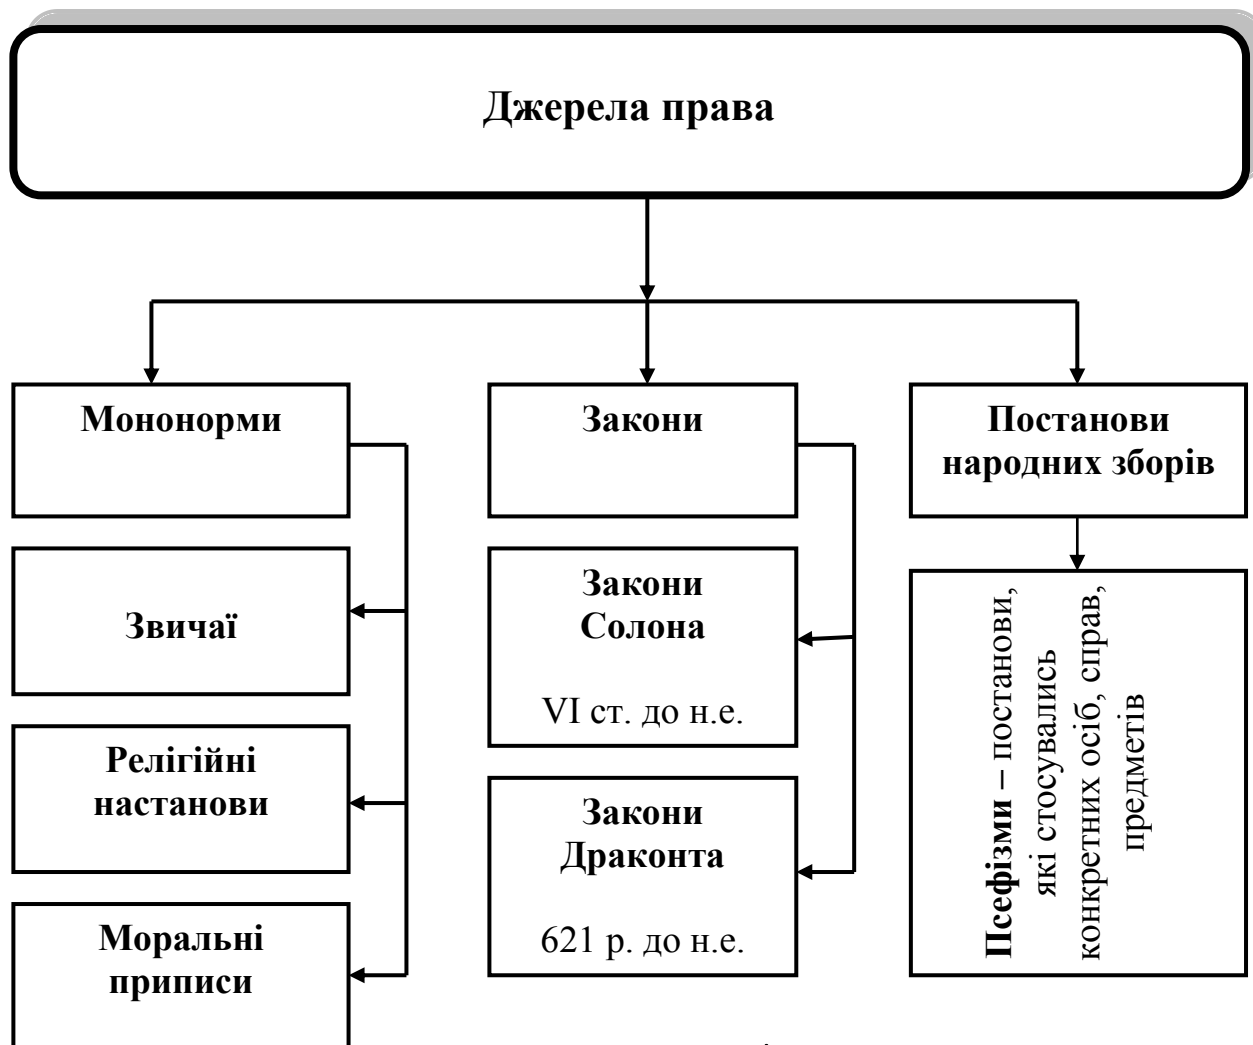 Джерела права
Мононорми
Звичаї
Релігійні
настанови
Моральні
приписи
Закони
Закони
Солона
VI ст. до н.е.
Закони
Драконта
621 р. до н.е.
Постанови
народних зборів
Псефізми – постанови,
які стосувались
конкретних осіб, справ,
предметів